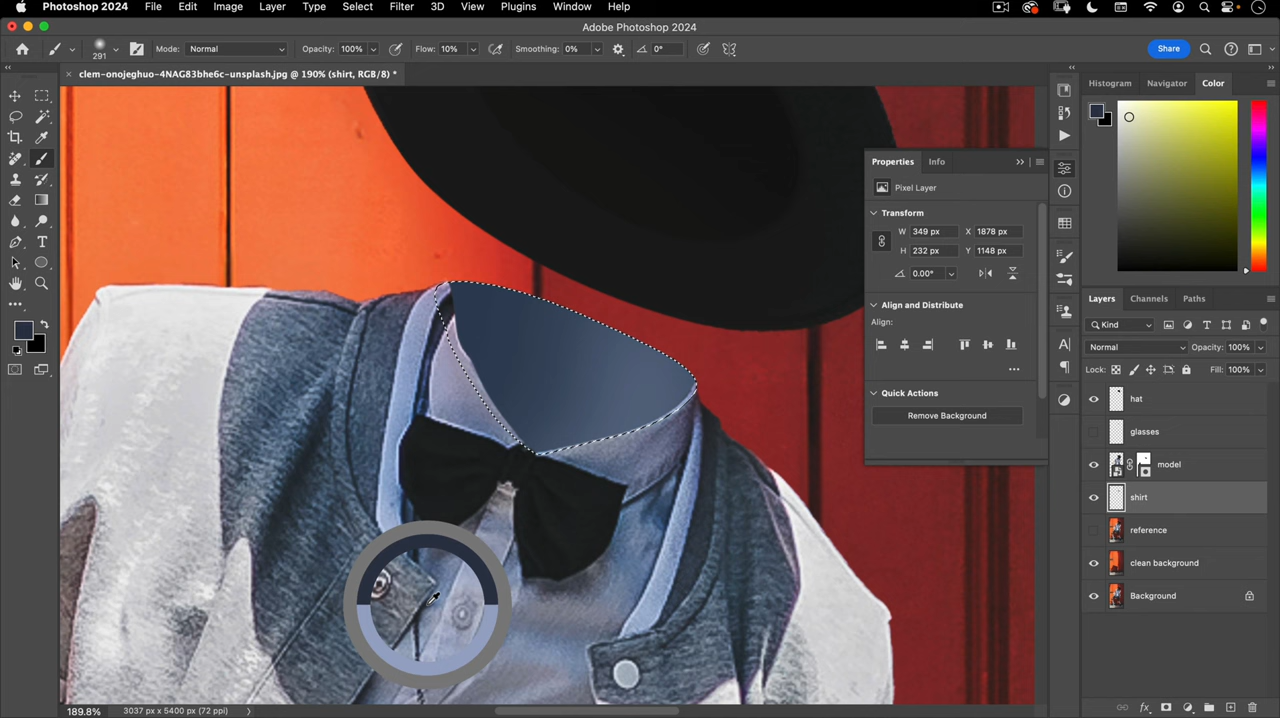 Photoshop 2024 File Edit Image Layer Type Select Filter 3D View Plugins Window Help
Adobe Photoshop 2024
291 Mode: Normal Opacity: 100% Flow: 10% Smoothing: 0% 0° Share
clem-onojeghuo-4NAG83bhe6c-unsplash.jpg @ 190% (shirt, RGB/8) *
Histogram Navigator Color
Properties Info
Pixel Layer
Transform
W 349 px X 1878 px
H 232 px Y 1148 px
0.00°
Align and Distribute
Align:
Quick Actions
Remove Background
Layers Channels Paths
Kind
Normal Opacity: 100%
Lock: Fill: 100%
hat
glasses
model
shirt
reference
clean background
Background
189.8% 3037 px x 5400 px (72 ppi)